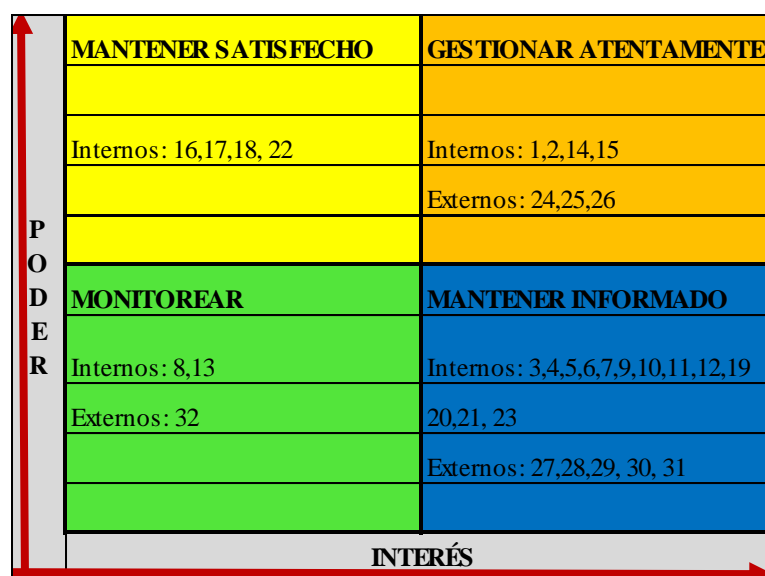 MANTENER SATISFECHO
GESTIONAR ATENTAMENTE
Internos: 16,17,18, 22
Internos: 1,2,14,15
Externos: 24,25,26
PODER
MONITOREAR
MANTENER INFORMADO
Internos: 8,13
Internos: 3,4,5,6,7,9,10,11,12,19
Externos: 32
20,21, 23
Externos: 27,28,29, 30, 31
INTERÉS